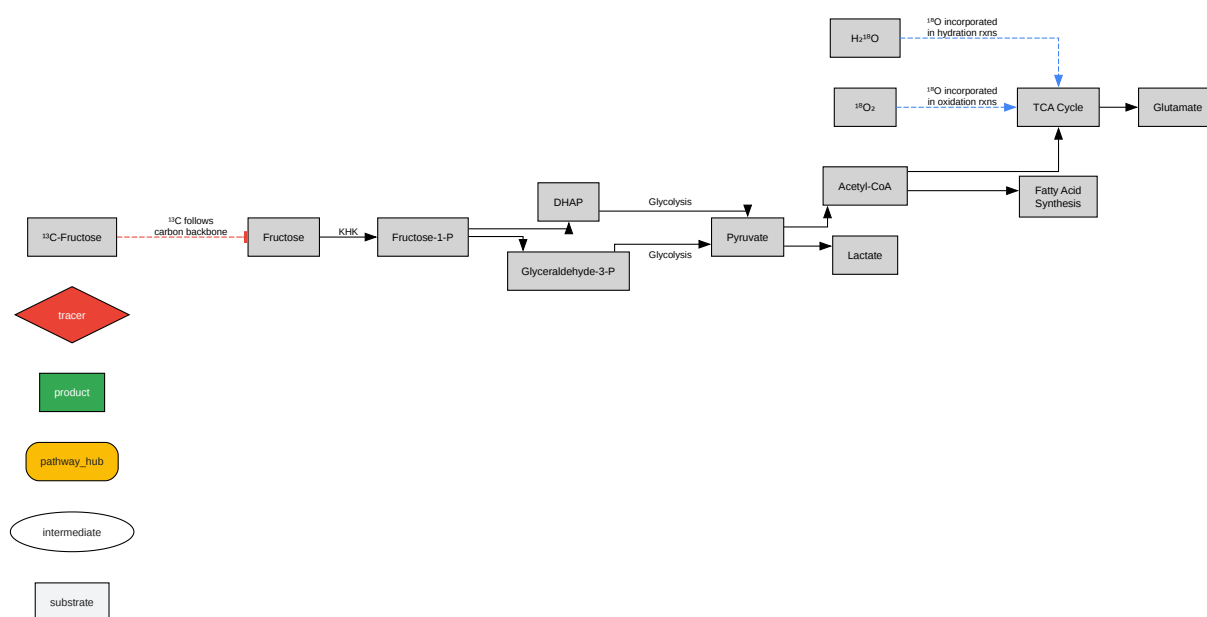 ¹⁸O incorporated
in hydration rxns
H₂¹⁸O
¹⁸O incorporated
in oxidation rxns
¹⁸O₂
TCA Cycle
Glutamate
Acetyl-CoA
Fatty Acid
Synthesis
DHAP
Glycolysis
¹³C follows
carbon backbone
¹³C-Fructose
Fructose
KHK
Fructose-1-P
Pyruvate
Glycolysis
Lactate
Glyceraldehyde-3-P
tracer
product
pathway_hub
intermediate
substrate